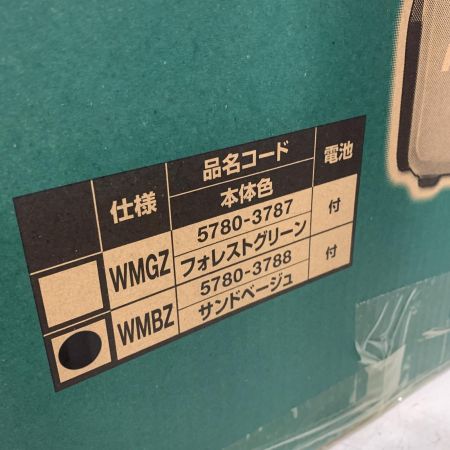 仕様 品名コード 電池
本体色
WMGZ 5780-3787 付
フォレストグリーン
WMBZ 5780-3788 付
サンドベージュ